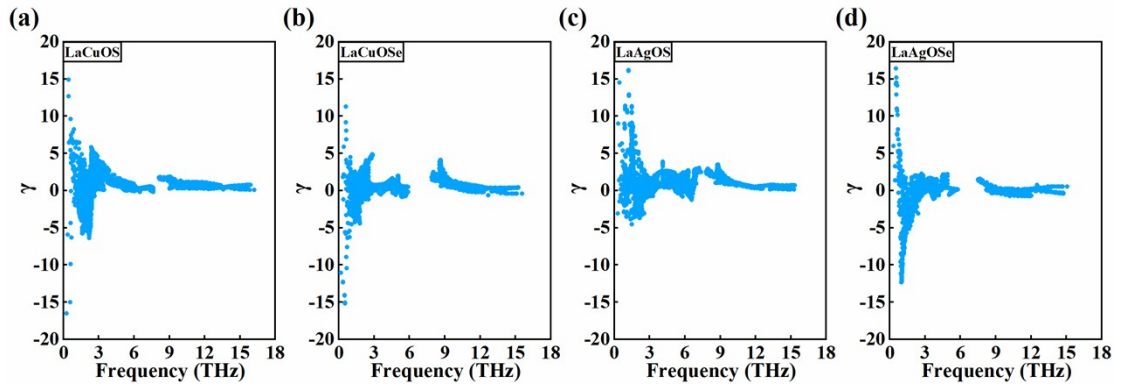 (a) (b) (c) (d)
20 20 20 20
LaCuOS LaCuOSe LaAgOS LaAgOSe
15 15 15 15
10 10 10 10
5 5 5 5
γ 0 γ 0 γ 0 γ 0
-5 -5 -5 -5
-10 -10 -10 -10
-15 -15 -15 -15
-20 -20 -20 -20
0 3 6 9 12 15 18 0 3 6 9 12 15 18 0 3 6 9 12 15 18 0 3 6 9 12 15 18
Frequency (THz) Frequency (THz) Frequency (THz) Frequency (THz)